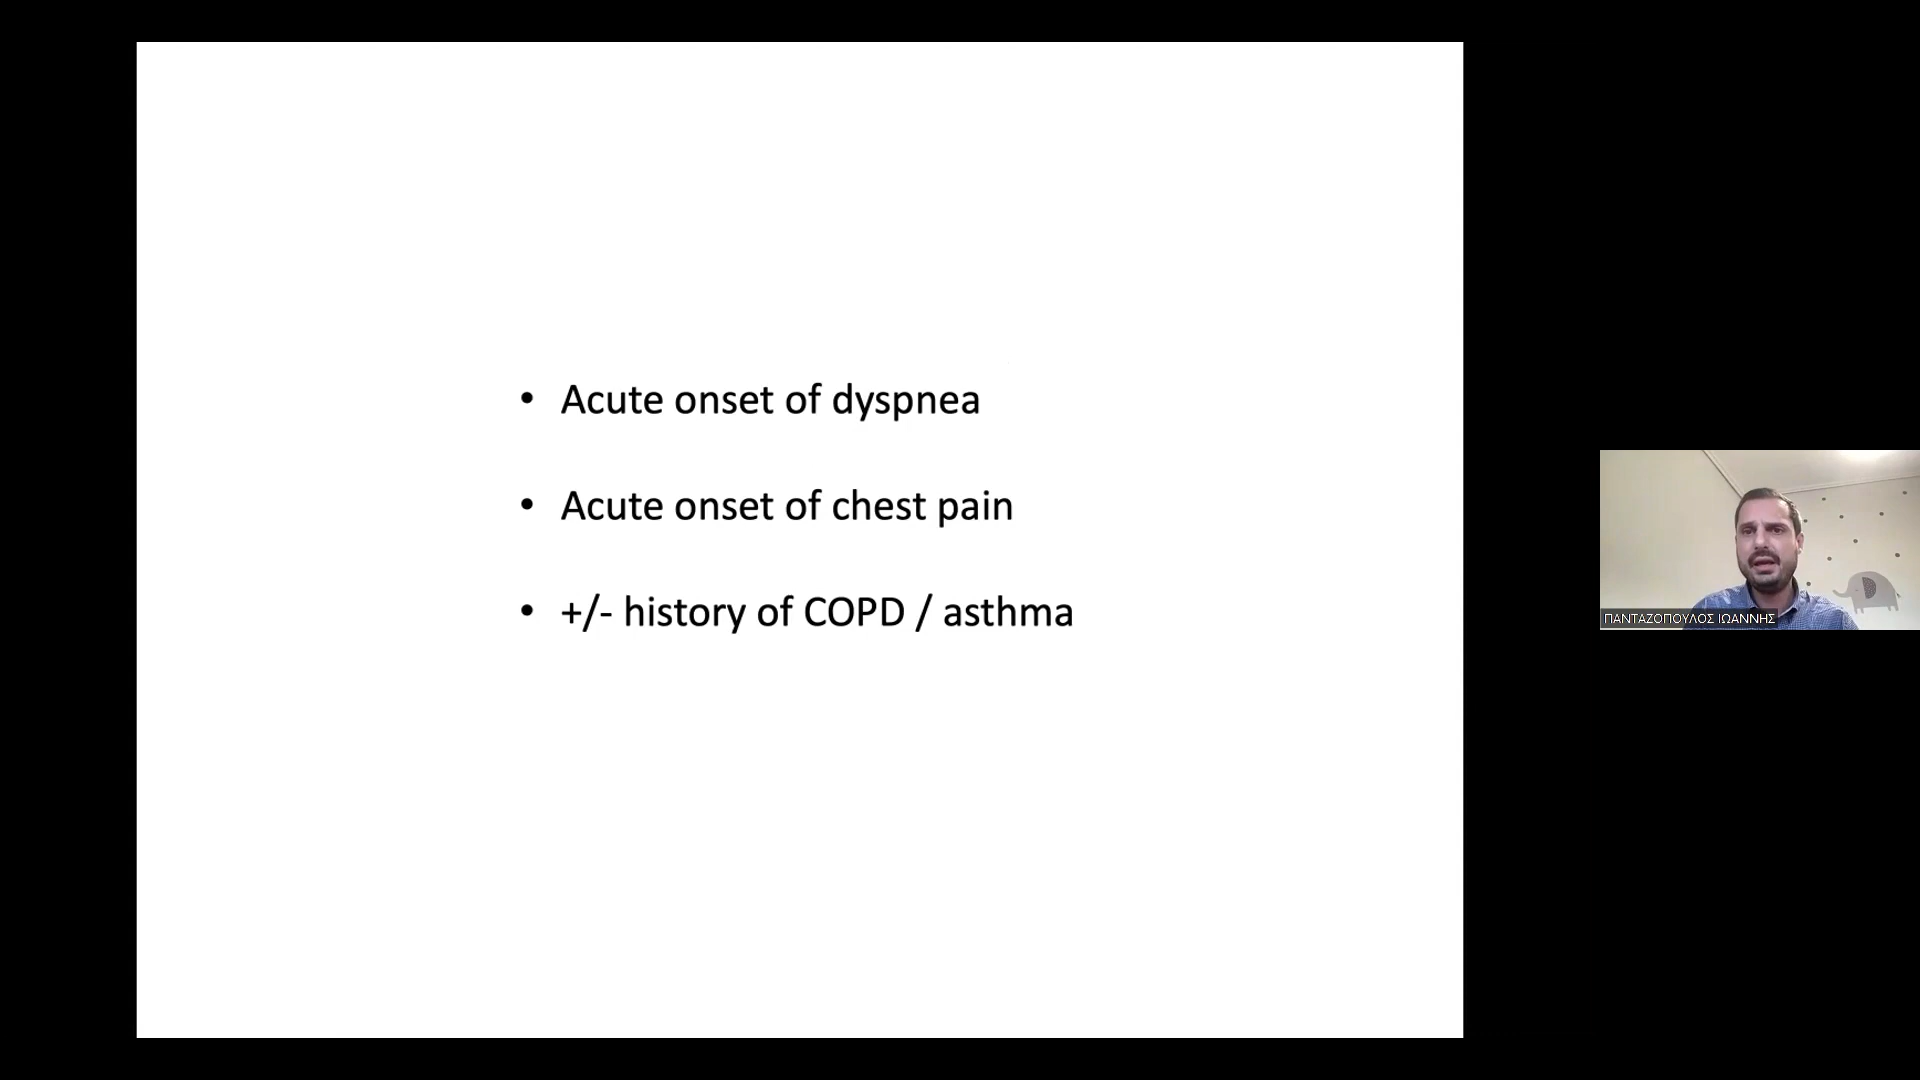 • Acute onset of dyspnea
• Acute onset of chest pain
• +/- history of COPD / asthma
ΠΑΝΤΑΖΟΠΟΥΛΟΣ ΙΩΑΝΝΗΣ